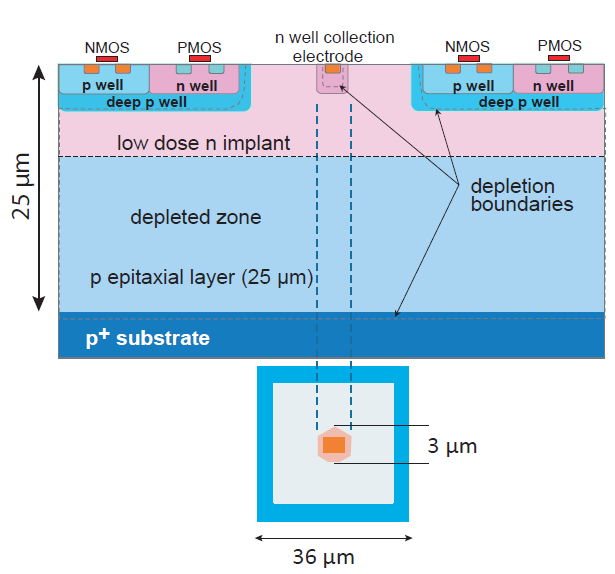 NMOS
PMOS
n well collection
electrode
NMOS
PMOS
p well
n well
deep p well
p well
n well
deep p well
low dose n implant
25 μm
depleted zone
depletion
boundaries
p epitaxial layer (25 μm)
p+ substrate
3 μm
36 μm